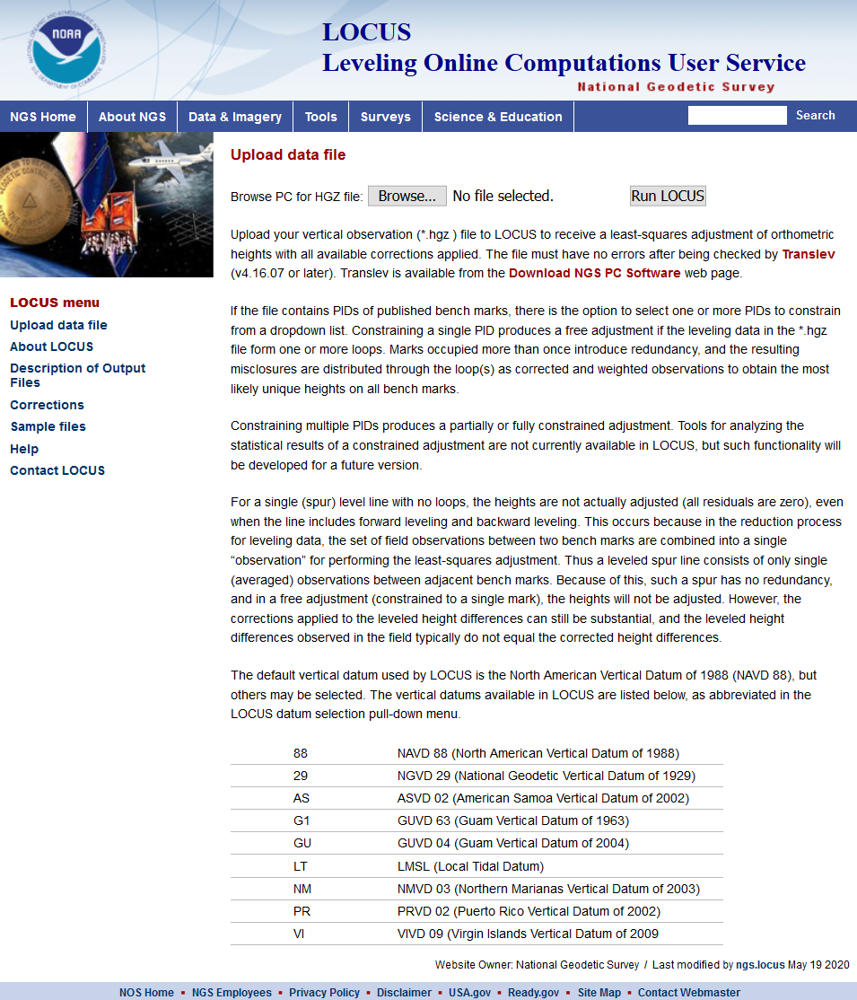 NOAA
NATIONAL OCEANIC AND ATMOSPHERIC ADMINISTRATION
U.S. DEPARTMENT OF COMMERCE
LOCUS
Leveling Online Computations User Service
National Geodetic Survey
NGS Home About NGS Data & Imagery Tools Surveys Science & Education Search
Upload data file
Browse PC for HGZ file: Browse... No file selected. Run LOCUS
Upload your vertical observation (*.hgz ) file to LOCUS to receive a least-squares adjustment of orthometric
heights with all available corrections applied. The file must have no errors after being checked by Translev
(v4.16.07 or later). Translev is available from the Download NGS PC Software web page.
LOCUS menu
Upload data file
About LOCUS
Description of Output
Files
Corrections
Sample files
Help
Contact LOCUS
If the file contains PIDs of published bench marks, there is the option to select one or more PIDs to constrain
from a dropdown list. Constraining a single PID produces a free adjustment if the leveling data in the *.hgz
file form one or more loops. Marks occupied more than once introduce redundancy, and the resulting
misclosures are distributed through the loop(s) as corrected and weighted observations to obtain the most
likely unique heights on all bench marks.
Constraining multiple PIDs produces a partially or fully constrained adjustment. Tools for analyzing the
statistical results of a constrained adjustment are not currently available in LOCUS, but such functionality will
be developed for a future version.
For a single (spur) level line with no loops, the heights are not actually adjusted (all residuals are zero), even
when the line includes forward leveling and backward leveling. This occurs because in the reduction process
for leveling data, the set of field observations between two bench marks are combined into a single
“observation” for performing the least-squares adjustment. Thus a leveled spur line consists of only single
(averaged) observations between adjacent bench marks. Because of this, such a spur has no redundancy,
and in a free adjustment (constrained to a single mark), the heights will not be adjusted. However, the
corrections applied to the leveled height differences can still be substantial, and the leveled height
differences observed in the field typically do not equal the corrected height differences.
The default vertical datum used by LOCUS is the North American Vertical Datum of 1988 (NAVD 88), but
others may be selected. The vertical datums available in LOCUS are listed below, as abbreviated in the
LOCUS datum selection pull-down menu.
88 NAVD 88 (North American Vertical Datum of 1988)
29 NGVD 29 (National Geodetic Vertical Datum of 1929)
AS ASVD 02 (American Samoa Vertical Datum of 2002)
G1 GUVD 63 (Guam Vertical Datum of 1963)
GU GUVD 04 (Guam Vertical Datum of 2004)
LT LMSL (Local Tidal Datum)
NM NMVD 03 (Northern Marianas Vertical Datum of 2003)
PR PRVD 02 (Puerto Rico Vertical Datum of 2002)
VI VIVD 09 (Virgin Islands Vertical Datum of 2009
Website Owner: National Geodetic Survey / Last modified by ngs.locus May 19 2020
NOS Home ▪ NGS Employees ▪ Privacy Policy ▪ Disclaimer ▪ USA.gov ▪ Ready.gov ▪ Site Map ▪ Contact Webmaster